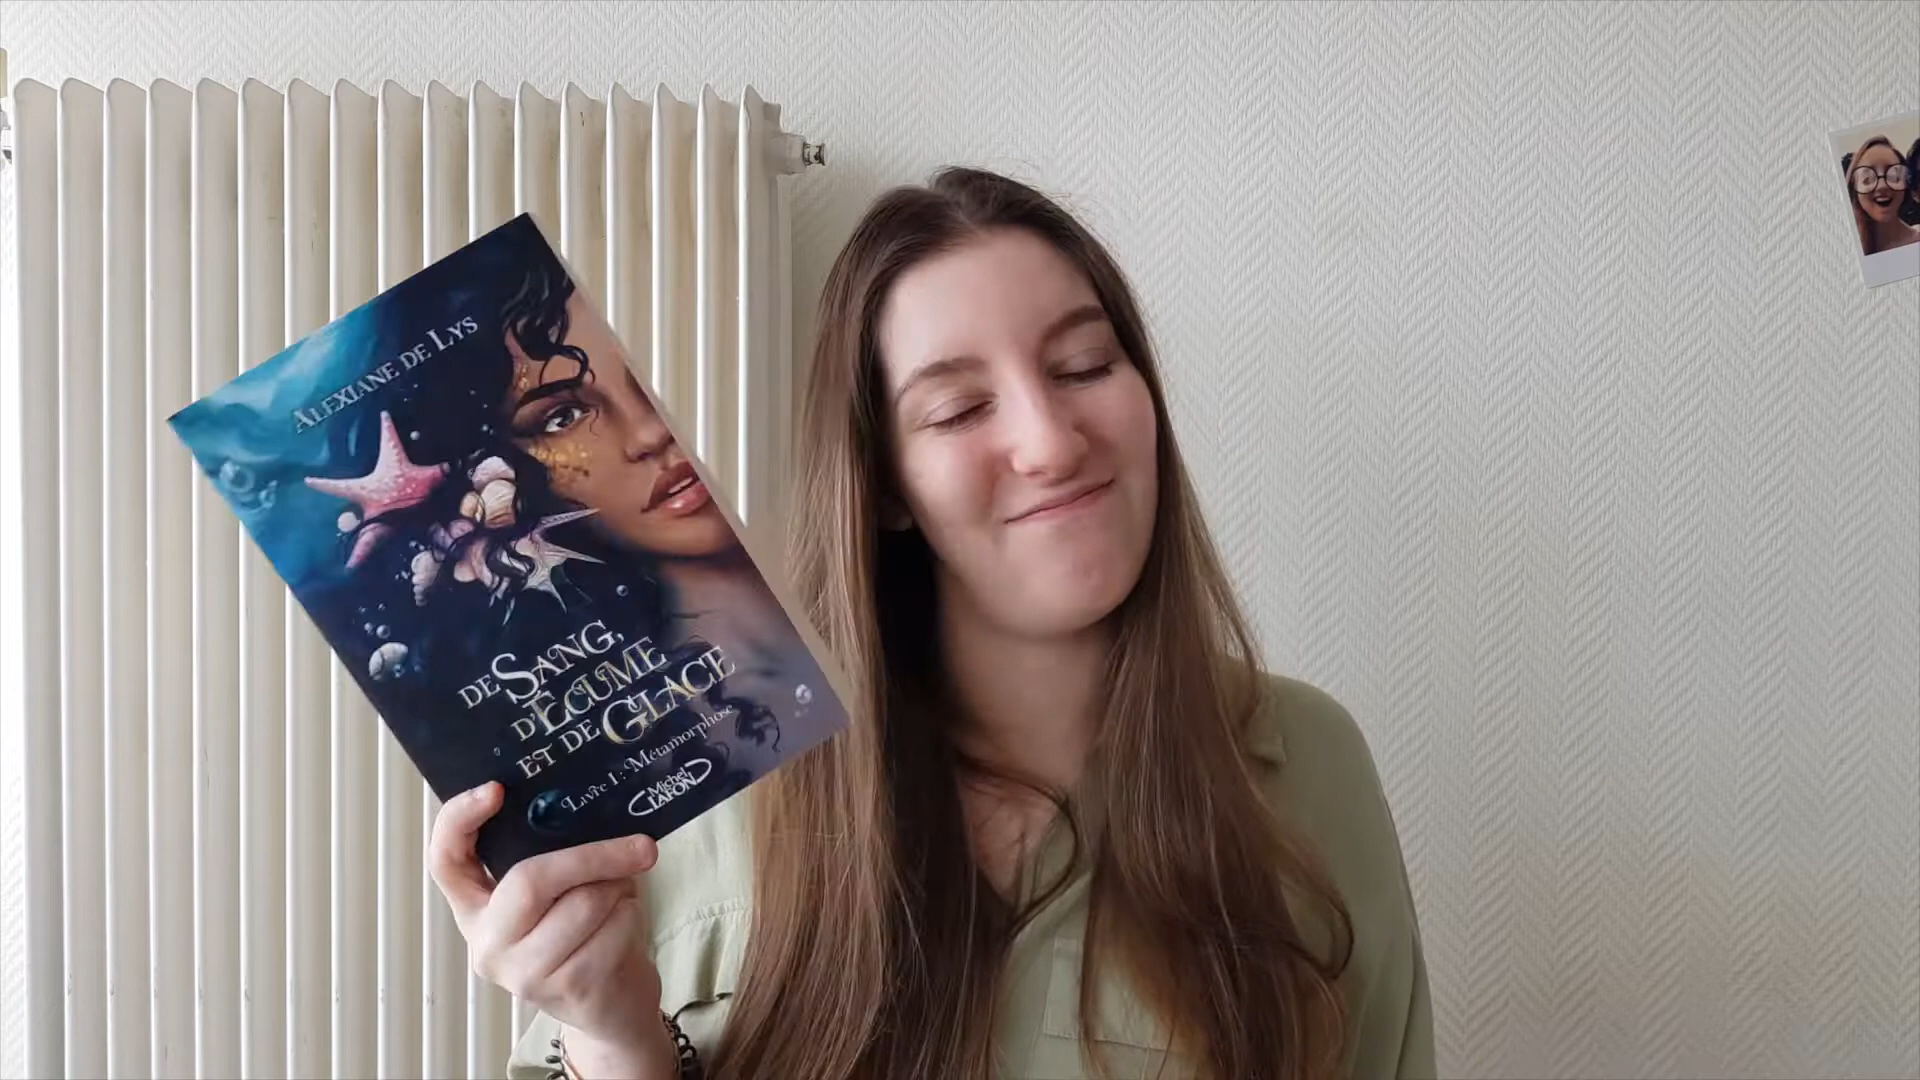 ALEXIANE DE LYS
DE SANG,
D'ÉCUME
ET DE GLACE
Livre 1 : Métamorphose
Michel
LAFON